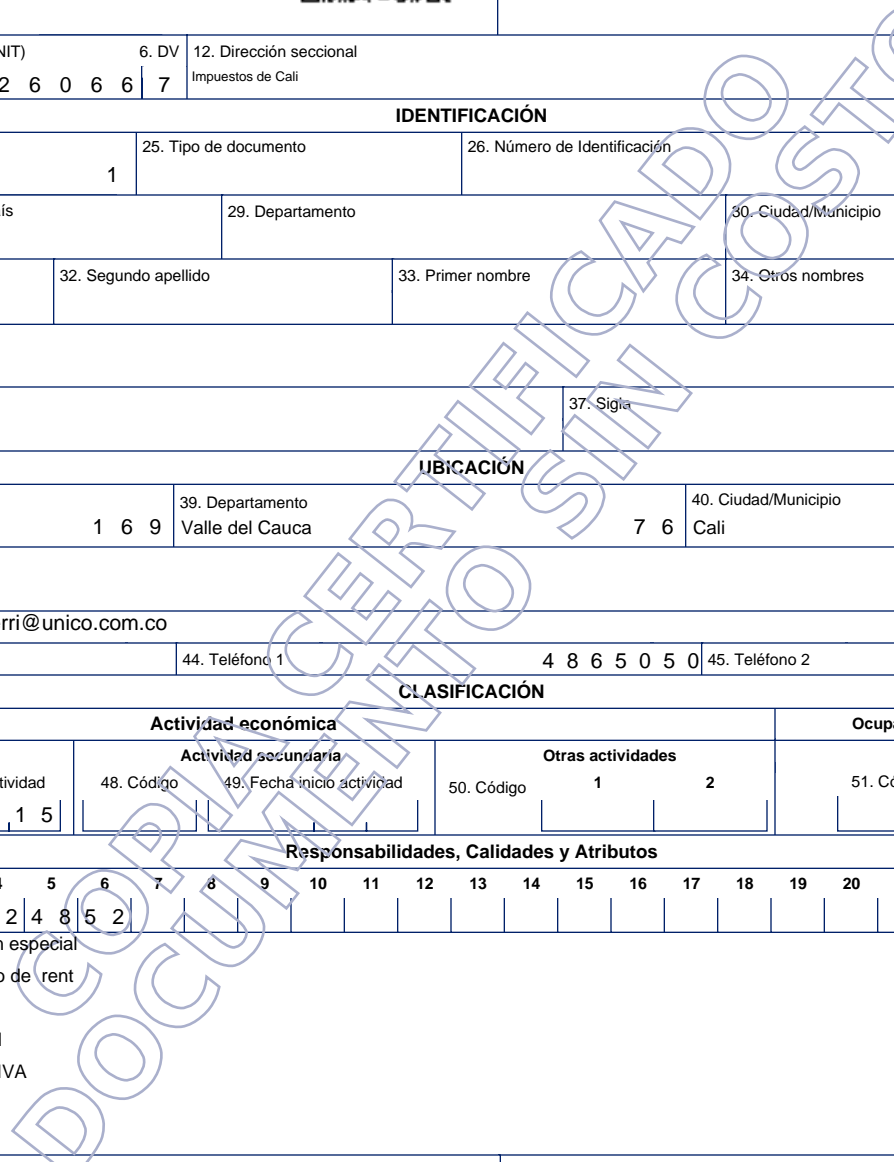 NIT) 6. DV 12. Dirección seccional
2 6 0 6 6 7 Impuestos de Cali
IDENTIFICACIÓN
25. Tipo de documento 26. Número de Identificación
1
ís 29. Departamento 30. Ciudad/Municipio
32. Segundo apellido 33. Primer nombre 34. Otros nombres
37. Sigla
UBICACIÓN
39. Departamento 40. Ciudad/Municipio
1 6 9 Valle del Cauca 7 6 Cali
rri@unico.com.co
44. Teléfono 1 4 8 6 5 0 5 0 45. Teléfono 2
CLASIFICACIÓN
Actividad económica Ocupa
Actividad secundaria Otras actividades
tividad 48. Código 49. Fecha inicio actividad 50. Código 1 2 51. Có
1 5
Responsabilidades, Calidades y Atributos
4 5 6 7 8 9 10 11 12 13 14 15 16 17 18 19 20
2 4 8 5 2
n especial
o de rent
IVA
COPIA CERTIFICADO
DOCUMENTO SIN COSTO